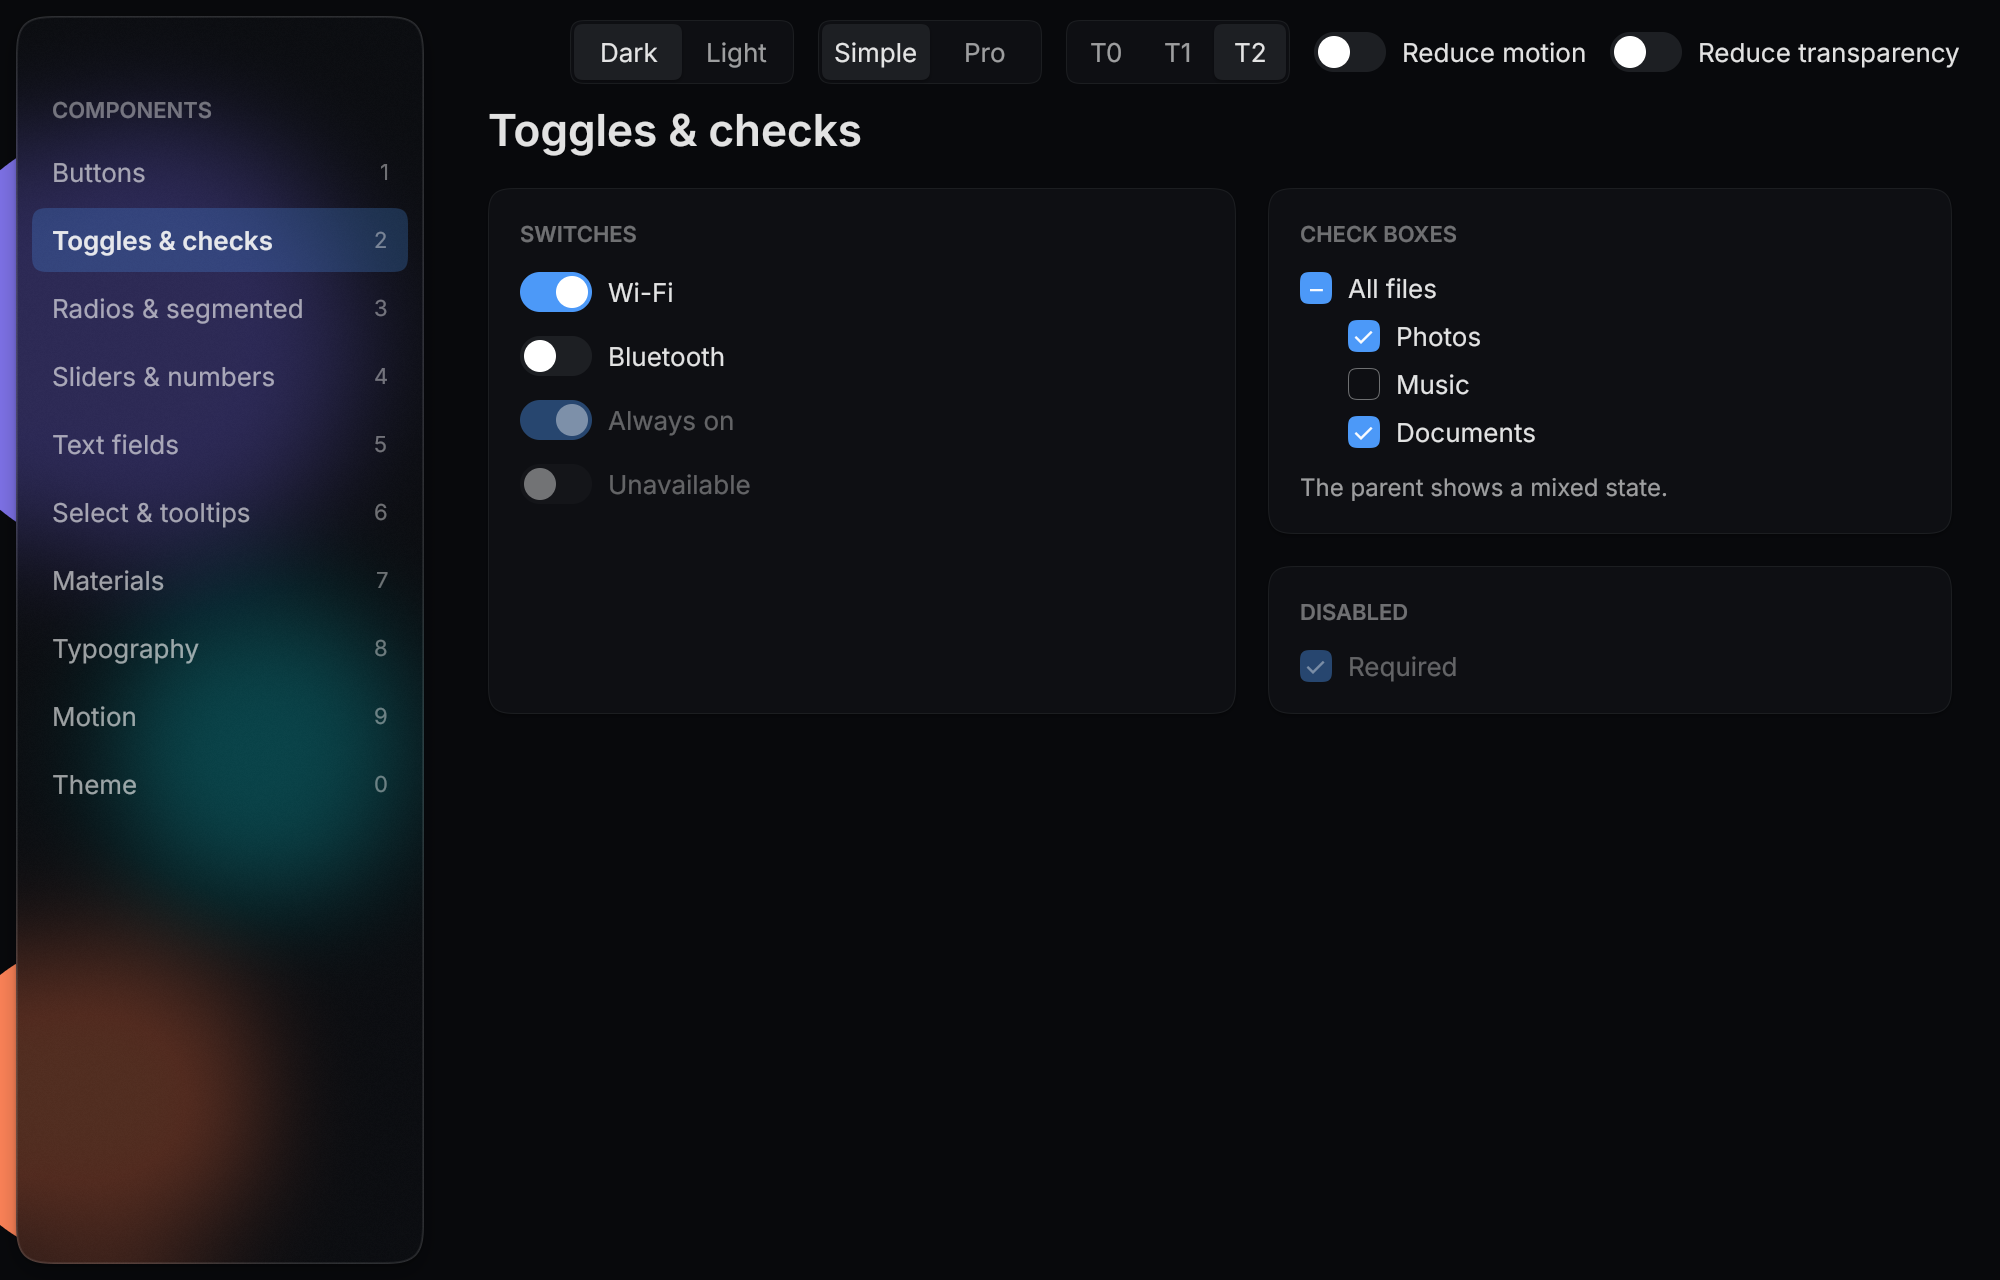 Dark Light Simple Pro T0 T1 T2 Reduce motion Reduce transparency
COMPONENTS
Buttons 1
Toggles & checks 2
Radios & segmented 3
Sliders & numbers 4
Text fields 5
Select & tooltips 6
Materials 7
Typography 8
Motion 9
Theme 0
Toggles & checks
SWITCHES
Wi-Fi
Bluetooth
Always on
Unavailable
CHECK BOXES
All files
Photos
Music
Documents
The parent shows a mixed state.
DISABLED
Required